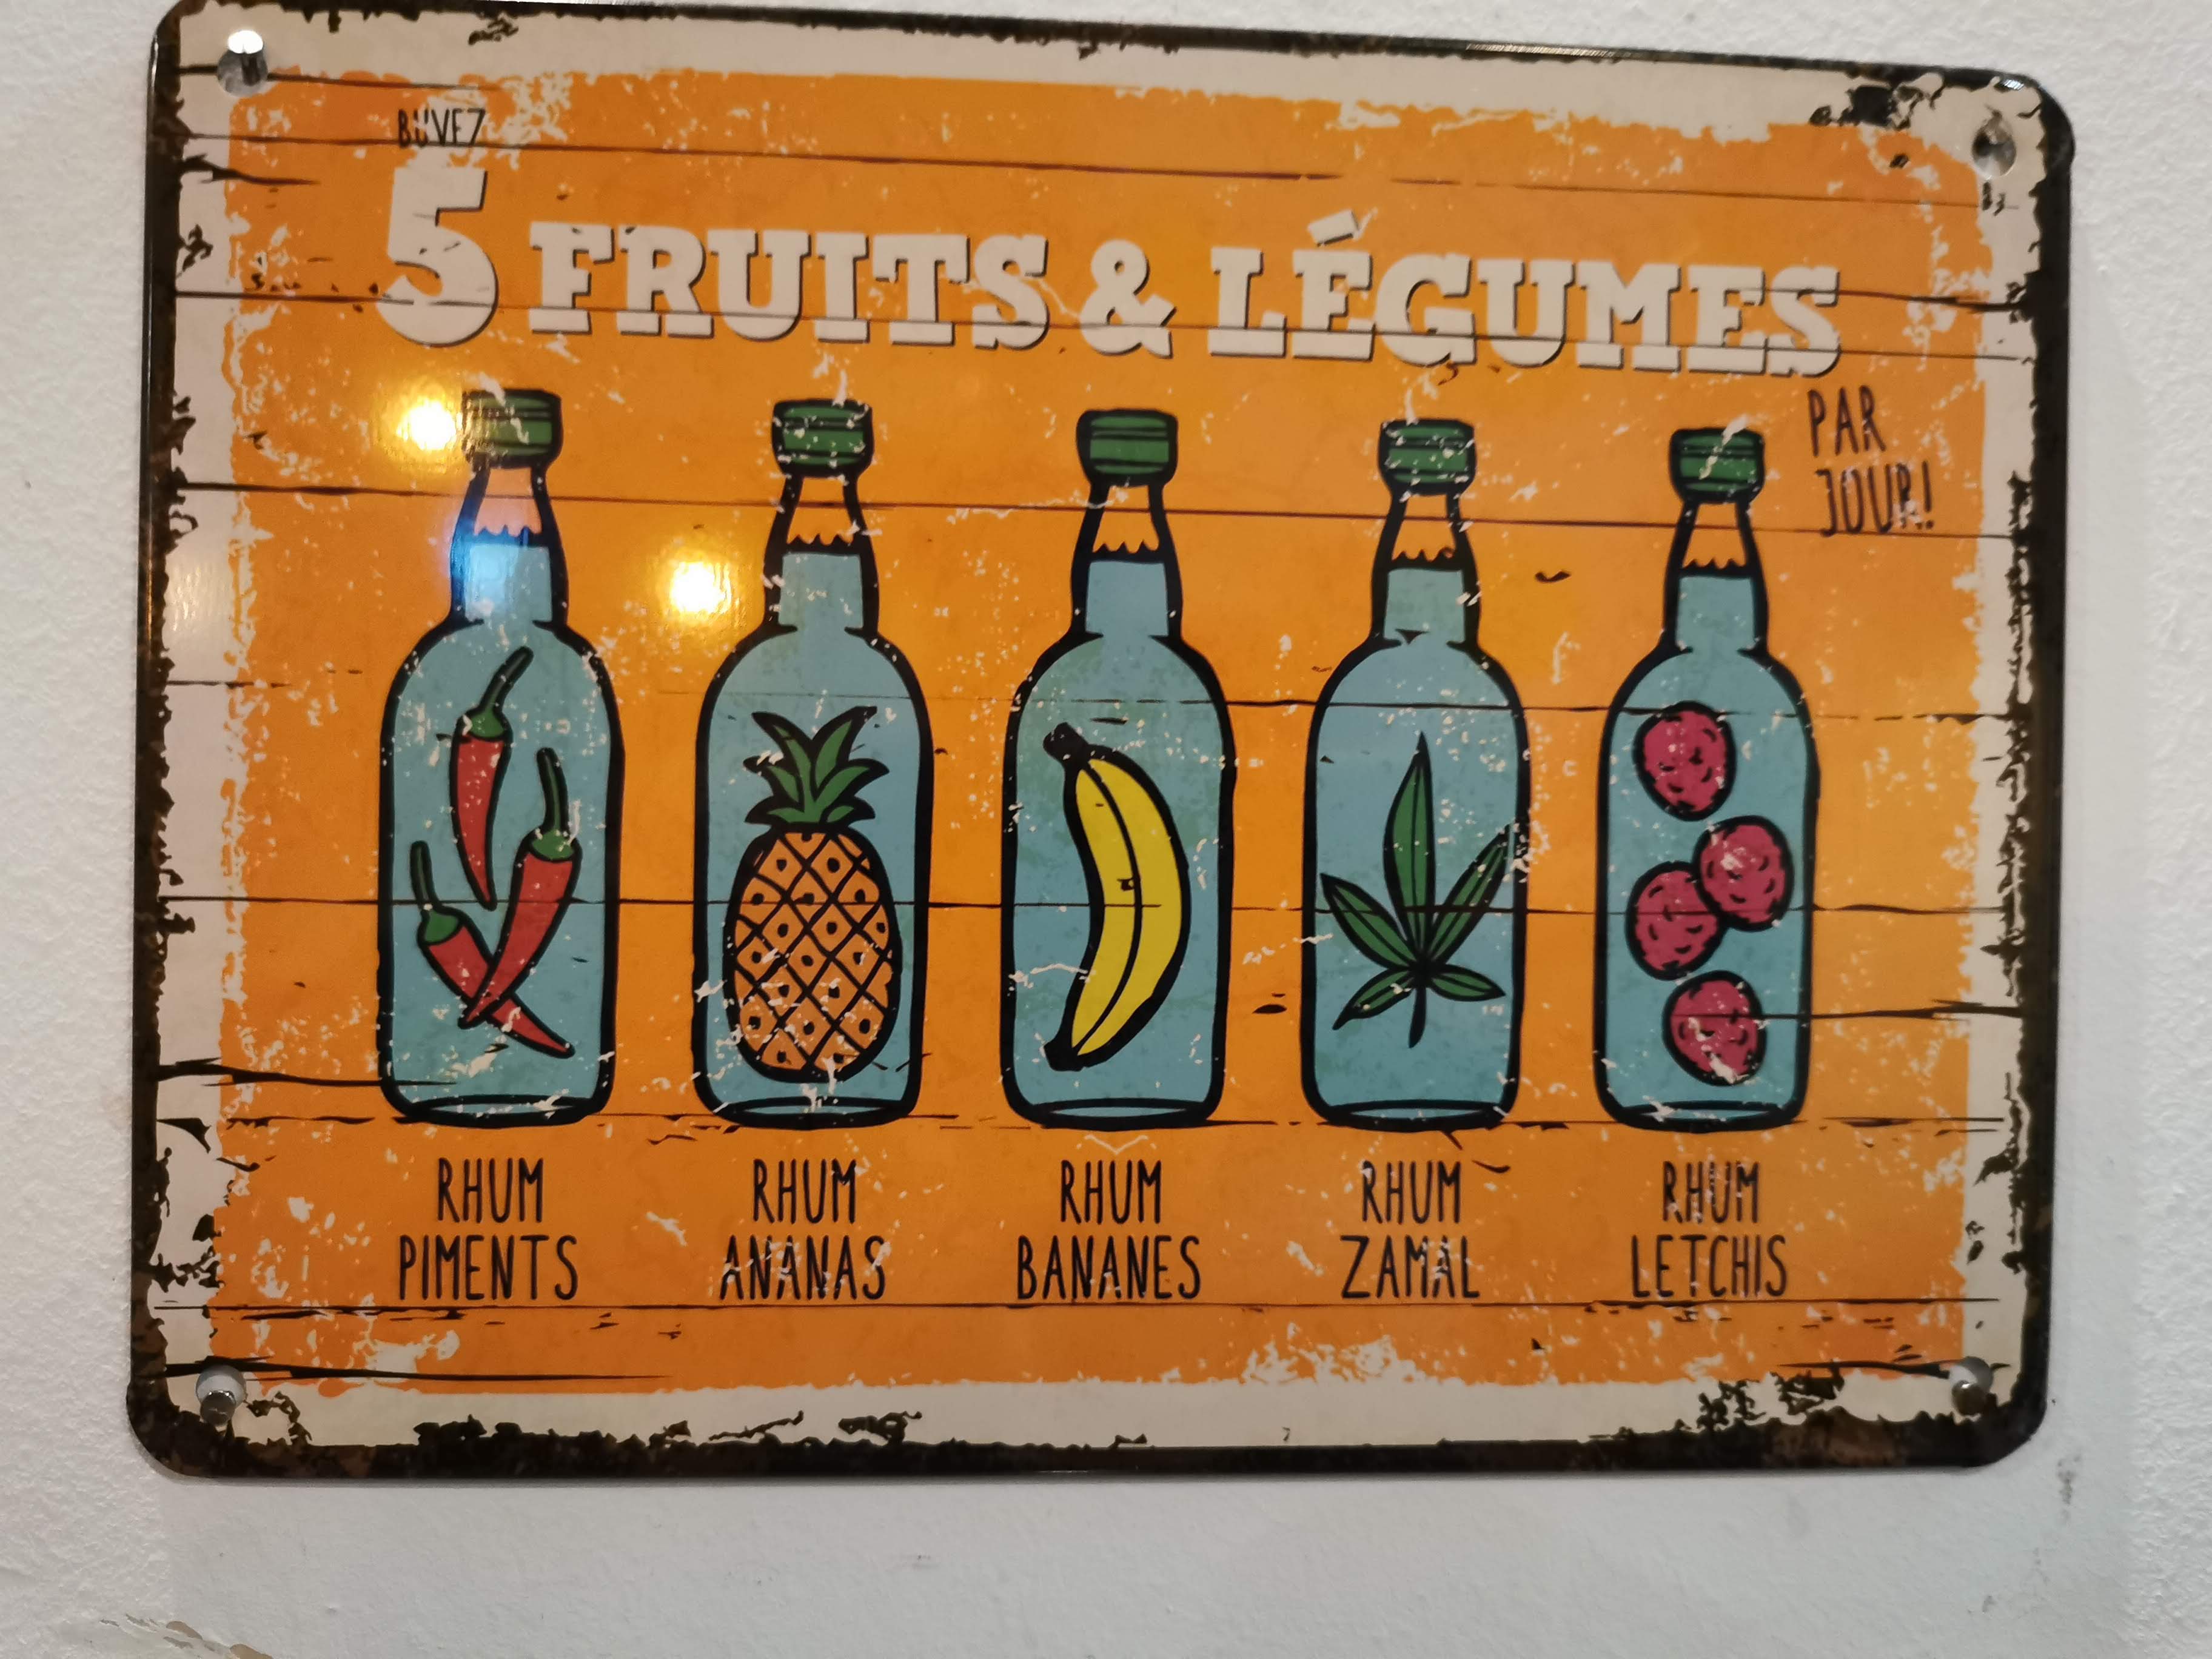 BUVEZ
5 FRUITS & LÉGUMES
PAR
JOUR!
RHUM
PIMENTS
RHUM
ANANAS
RHUM
BANANES
RHUM
ZAMAL
RHUM
LETCHIS